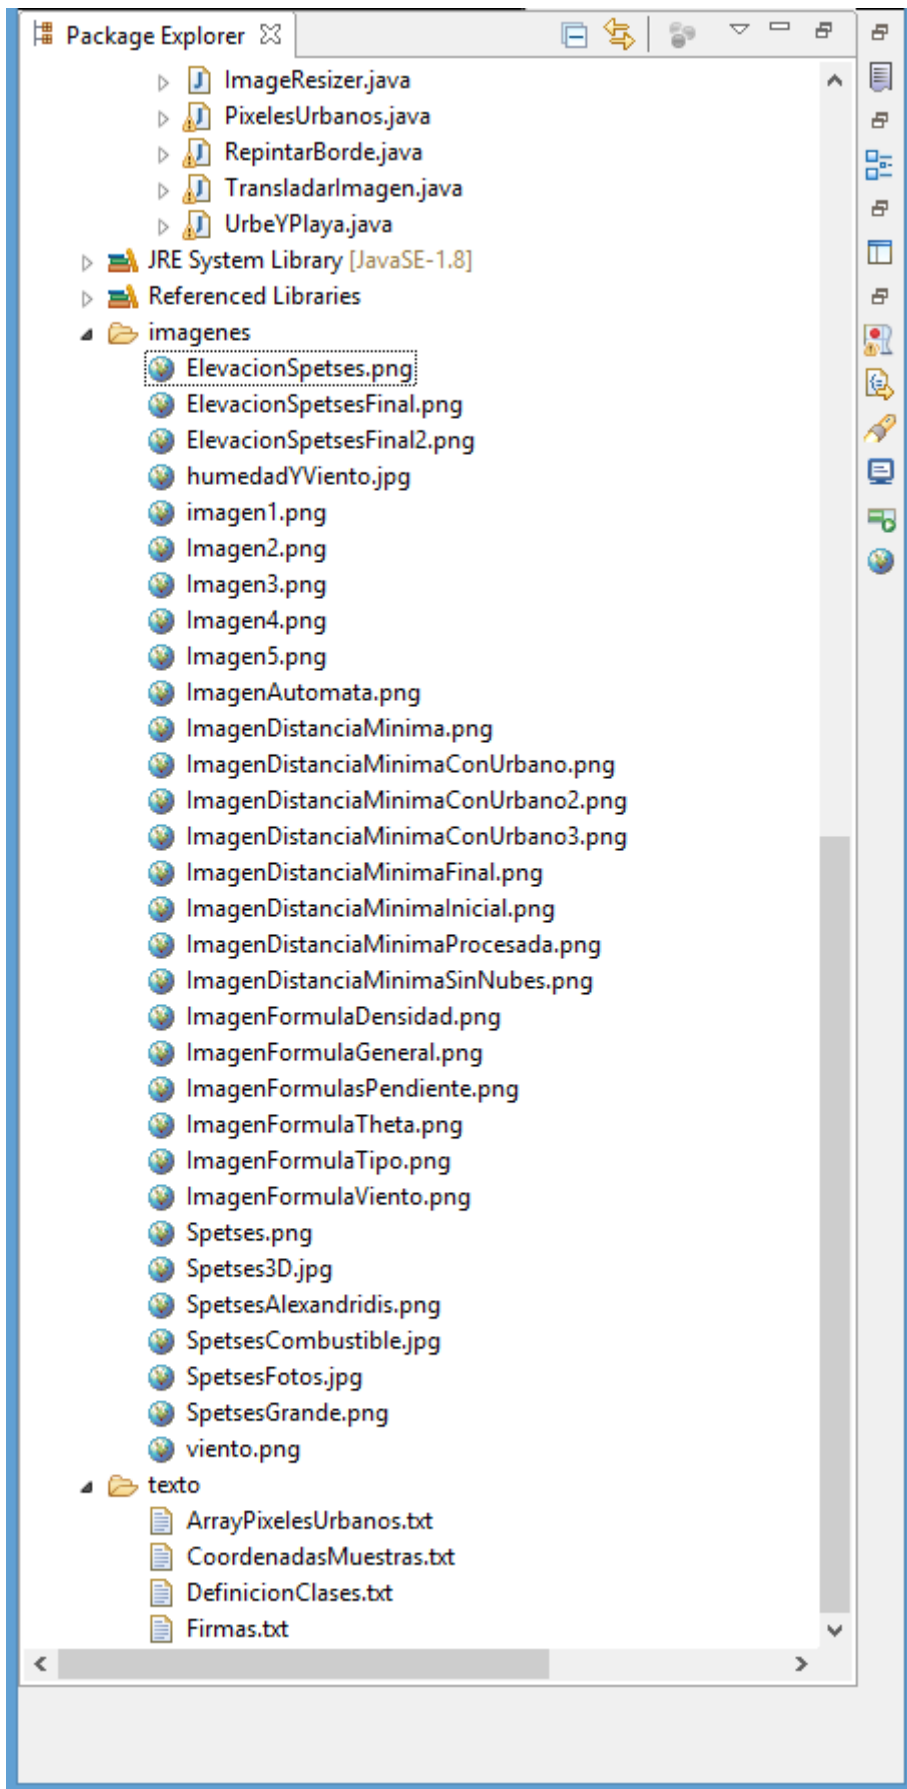 Package Explorer
ImageResizer.java
PixelesUrbanos.java
RepintarBorde.java
TransladarImagen.java
UrbeYPlaya.java
JRE System Library [JavaSE-1.8]
Referenced Libraries
imagenes
ElevacionSpetses.png
ElevacionSpetsesFinal.png
ElevacionSpetsesFinal2.png
humedadYViento.jpg
imagen1.png
Imagen2.png
Imagen3.png
Imagen4.png
Imagen5.png
ImagenAutomata.png
ImagenDistanciaMinima.png
ImagenDistanciaMinimaConUrbano.png
ImagenDistanciaMinimaConUrbano2.png
ImagenDistanciaMinimaConUrbano3.png
ImagenDistanciaMinimaFinal.png
ImagenDistanciaMinimaInicial.png
ImagenDistanciaMinimaProcesada.png
ImagenDistanciaMinimaSinNubes.png
ImagenFormulaDensidad.png
ImagenFormulaGeneral.png
ImagenFormulasPendiente.png
ImagenFormulaTheta.png
ImagenFormulaTipo.png
ImagenFormulaViento.png
Spetses.png
Spetses3D.jpg
SpetsesAlexandridis.png
SpetsesCombustible.jpg
SpetsesFotos.jpg
SpetsesGrande.png
viento.png
texto
ArrayPixelesUrbanos.txt
CoordenadasMuestras.txt
DefinicionClases.txt
Firmas.txt